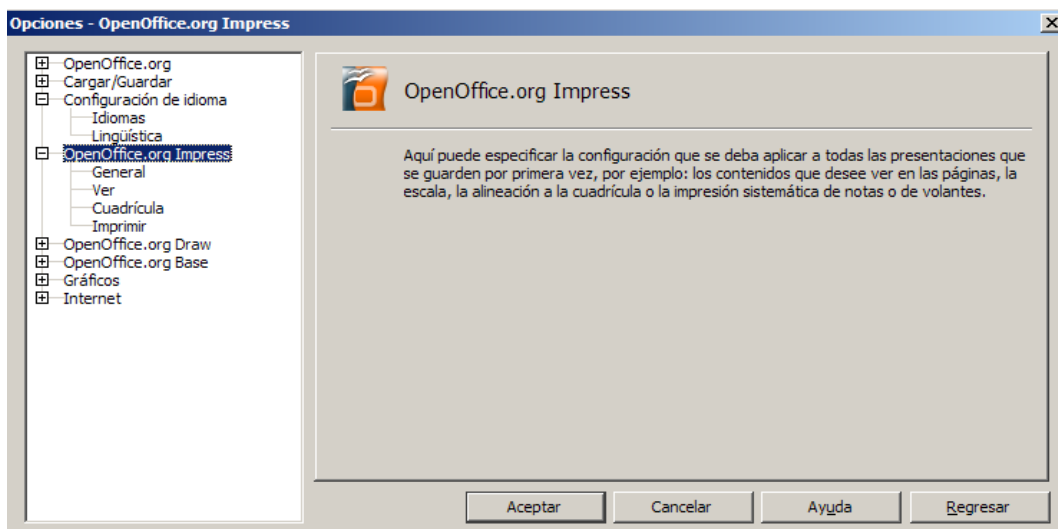 Opciones - OpenOffice.org Impress
OpenOffice.org
Cargar/Guardar
Configuración de idioma
Idiomas
Lingüística
OpenOffice.org Impress
General
Ver
Cuadrícula
Imprimir
OpenOffice.org Draw
OpenOffice.org Base
Gráficos
Internet
OpenOffice.org Impress
Aquí puede especificar la configuración que se deba aplicar a todas las presentaciones que
se guarden por primera vez, por ejemplo: los contenidos que desee ver en las páginas, la
escala, la alineación a la cuadrícula o la impresión sistemática de notas o de volantes.
Aceptar
Cancelar
Ayuda
Regresar